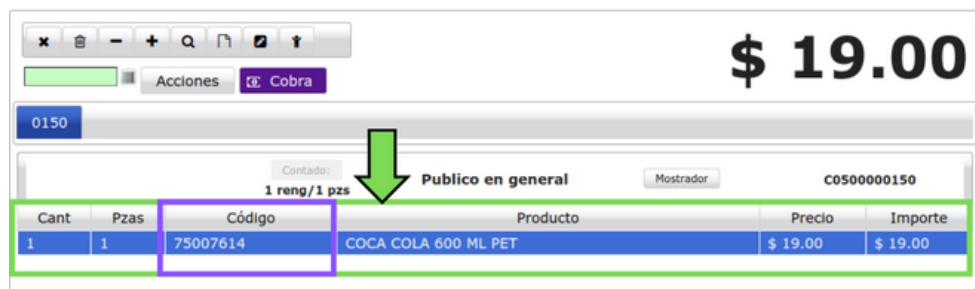 $ 19.00
Acciones Cobra
0150
Contado:
1 reng/1 pzs
Publico en general
Mostrador
C0500000150
Cant Pzas Código Producto Precio Importe
1 1 75007614 COCA COLA 600 ML PET $ 19.00 $ 19.00